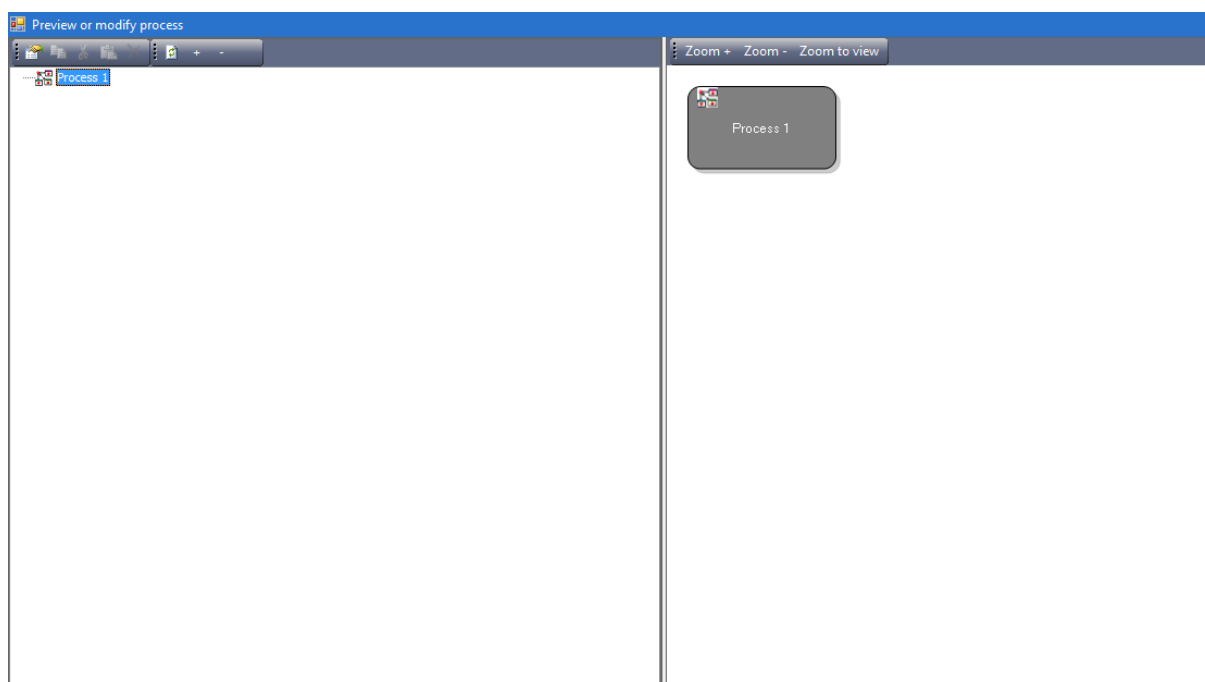 Preview or modify process
+ -
Zoom + Zoom - Zoom to view
Process 1
Process 1